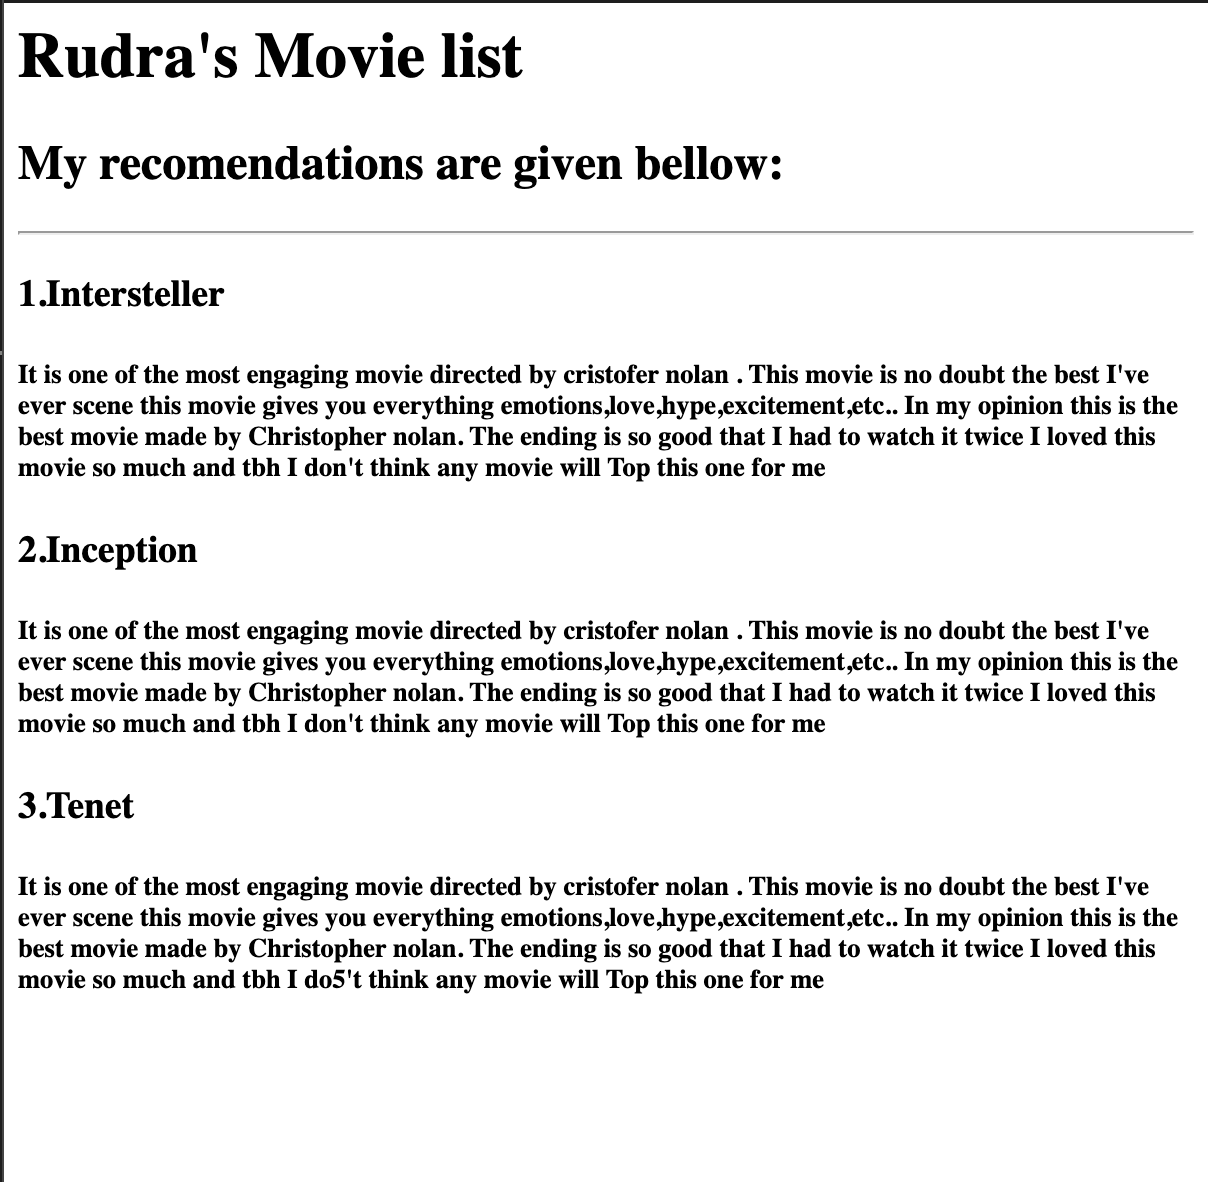 Rudra's Movie list
My recomendations are given bellow:
1.Intersteller
It is one of the most engaging movie directed by cristofer nolan . This movie is no doubt the best I've
ever scene this movie gives you everything emotions,love,hype,excitement,etc.. In my opinion this is the
best movie made by Christopher nolan. The ending is so good that I had to watch it twice I loved this
movie so much and tbh I don't think any movie will Top this one for me
2.Inception
It is one of the most engaging movie directed by cristofer nolan . This movie is no doubt the best I've
ever scene this movie gives you everything emotions,love,hype,excitement,etc.. In my opinion this is the
best movie made by Christopher nolan. The ending is so good that I had to watch it twice I loved this
movie so much and tbh I don't think any movie will Top this one for me
3.Tenet
It is one of the most engaging movie directed by cristofer nolan . This movie is no doubt the best I've
ever scene this movie gives you everything emotions,love,hype,excitement,etc.. In my opinion this is the
best movie made by Christopher nolan. The ending is so good that I had to watch it twice I loved this
movie so much and tbh I do5't think any movie will Top this one for me